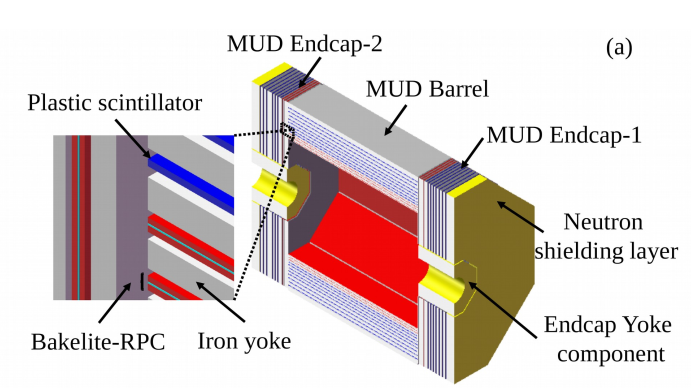 MUD Endcap-2
(a)
Plastic scintillator
MUD Barrel
MUD Endcap-1
Neutron
shielding layer
Bakelite-RPC
Iron yoke
Endcap Yoke
component